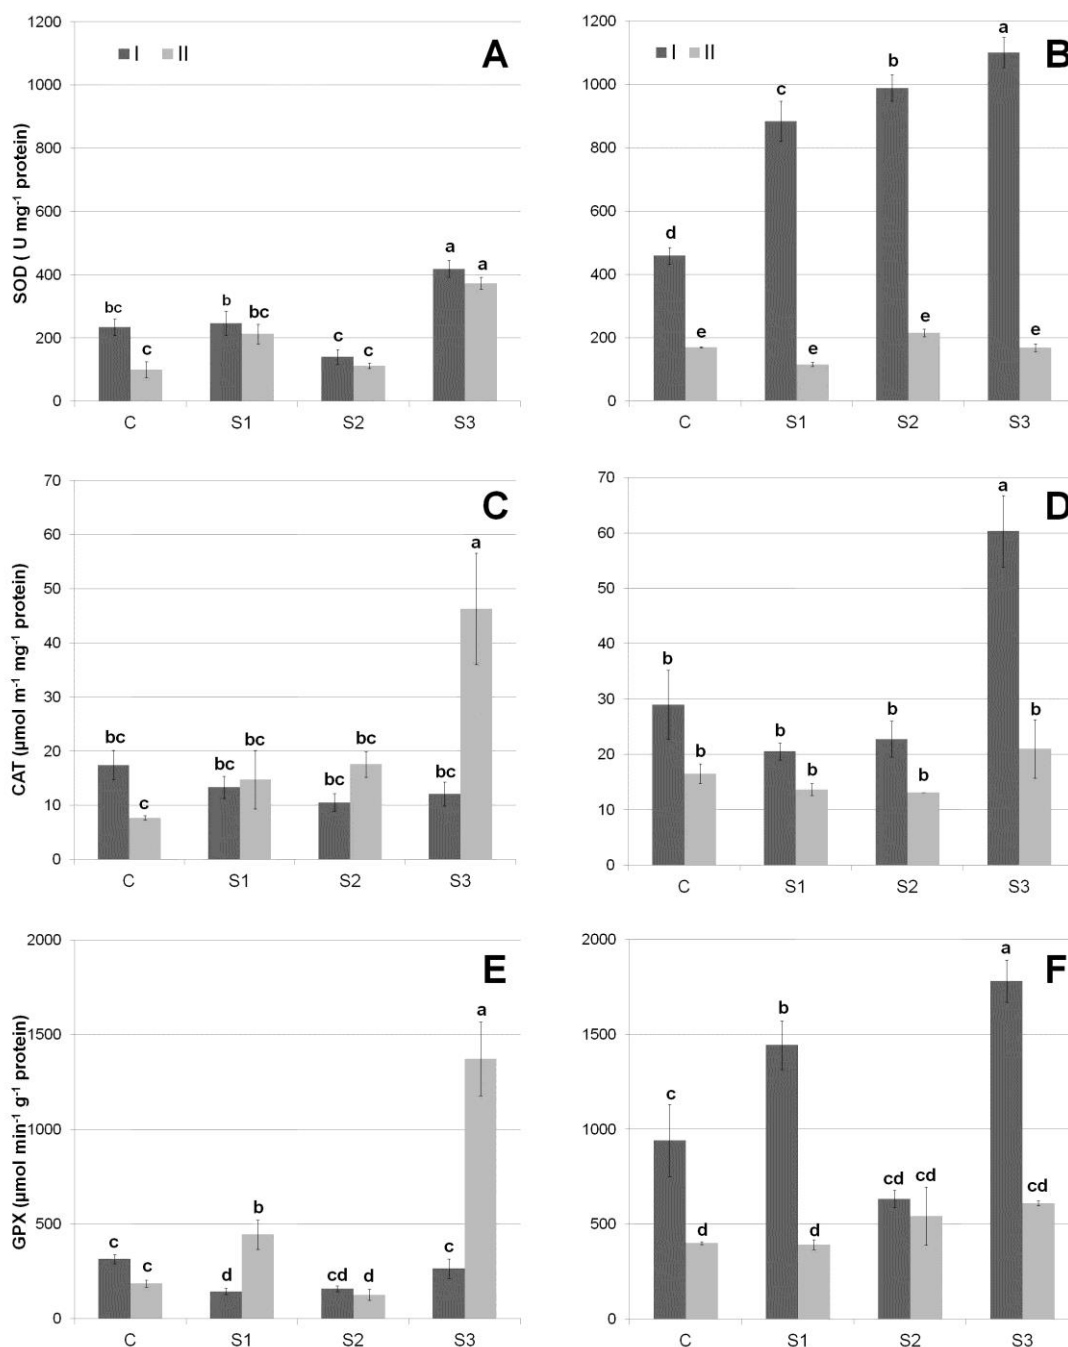 1200
1000
800
600
400
200
0
SOD ( U mg⁻¹ protein)
I II
A
bc c b bc c c a a
C S1 S2 S3
1200
1000
800
600
400
200
0
I II
B
d e c e b e a e
C S1 S2 S3
70
60
50
40
30
20
10
0
CAT (µmol m⁻¹ mg⁻¹ protein)
C
bc c bc bc bc bc bc a
C S1 S2 S3
70
60
50
40
30
20
10
0
D
b b b b b b a b
C S1 S2 S3
2000
1500
1000
500
0
GPX (µmol min⁻¹ g⁻¹ protein)
E
c c d b cd d c a
C S1 S2 S3
2000
1500
1000
500
0
F
c d b d cd cd a cd
C S1 S2 S3